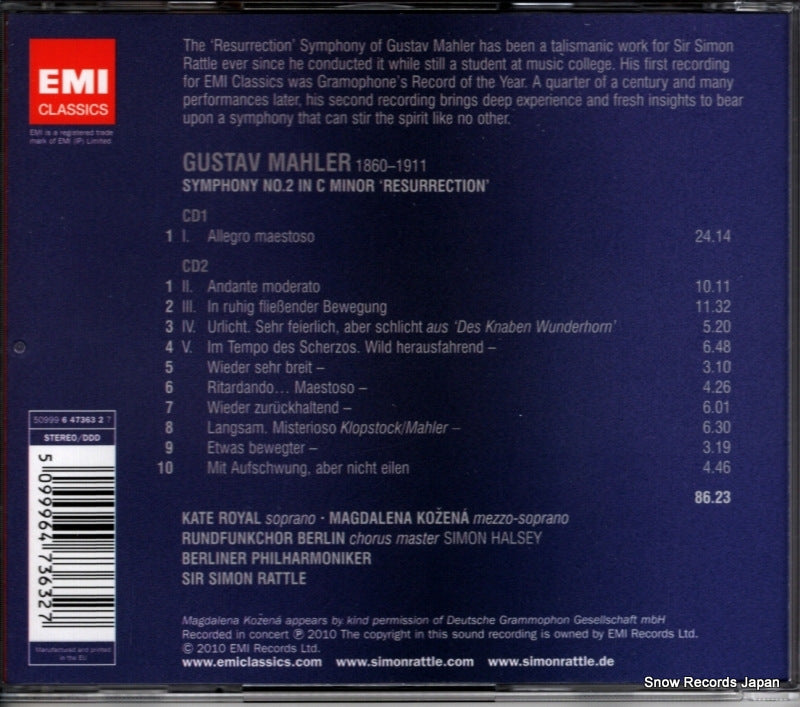 The 'Resurrection' Symphony of Gustav Mahler has been a talismanic work for Sir Simon
Rattle ever since he conducted it while still a student at music college. His first recording
for EMI Classics was Gramophone's Record of the Year. A quarter of a century and many
performances later, his second recording brings deep experience and fresh insights to bear
upon a symphony that can stir the spirit like no other.
EMI
CLASSICS
EMI is a registered trade
mark of EMI (IP) Limited
GUSTAV MAHLER 1860–1911
SYMPHONY NO.2 IN C MINOR 'RESURRECTION'
CD1
1 I. Allegro maestoso 24.14
CD2
1 II. Andante moderato 10.11
2 III. In ruhig fließender Bewegung 11.32
3 IV. Urlicht. Sehr feierlich, aber schlicht aus 'Des Knaben Wunderhorn' 5.20
4 V. Im Tempo des Scherzos. Wild herausfahrend – 6.48
5 Wieder sehr breit – 3.10
6 Ritardando... Maestoso – 4.26
7 Wieder zurückhaltend – 6.01
8 Langsam. Misterioso Klopstock/Mahler – 6.30
9 Etwas bewegter – 3.19
10 Mit Aufschwung, aber nicht eilen 4.46
86.23
50999 6 47363 2 7
STEREO/DDD
5 099964 736327
Manufactured and printed
in the EU
KATE ROYAL soprano · MAGDALENA KOŽENÁ mezzo-soprano
RUNDFUNKCHOR BERLIN chorus master SIMON HALSEY
BERLINER PHILHARMONIKER
SIR SIMON RATTLE
Magdalena Kožená appears by kind permission of Deutsche Grammophon Gesellschaft mbH
Recorded in concert ℗ 2010 The copyright in this sound recording is owned by EMI Records Ltd.
© 2010 EMI Records Ltd.
www.emiclassics.com www.simonrattle.com www.simonrattle.de
Snow Records Japan